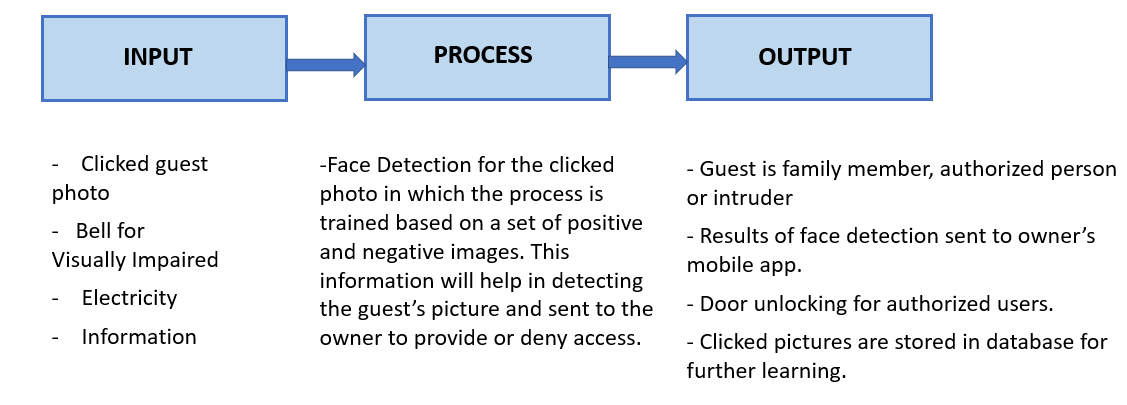 INPUT
PROCESS
OUTPUT
- Clicked guest
photo
- Bell for
Visually Impaired
- Electricity
- Information
-Face Detection for the clicked
photo in which the process is
trained based on a set of positive
and negative images. This
information will help in detecting
the guest’s picture and sent to the
owner to provide or deny access.
- Guest is family member, authorized person
or intruder
- Results of face detection sent to owner’s
mobile app.
- Door unlocking for authorized users.
- Clicked pictures are stored in database for
further learning.